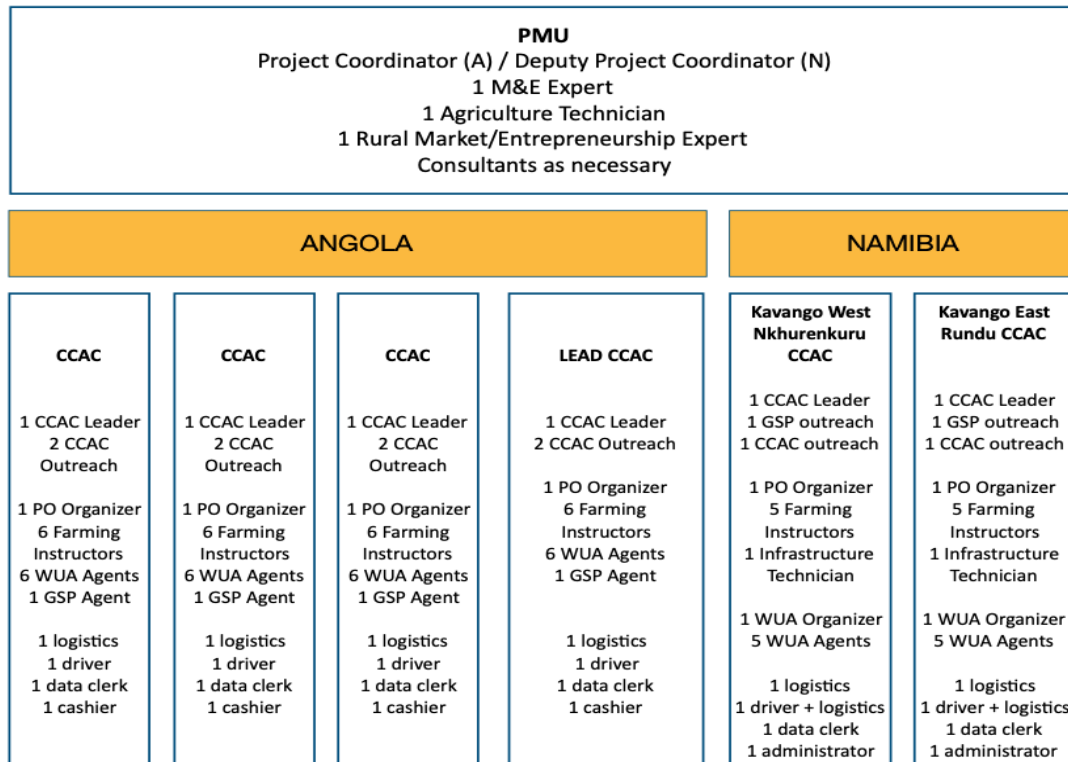 PMU
Project Coordinator (A) / Deputy Project Coordinator (N)
1 M&E Expert
1 Agriculture Technician
1 Rural Market/Entrepreneurship Expert
Consultants as necessary
ANGOLA
NAMIBIA
CCAC
1 CCAC Leader
2 CCAC
Outreach
1 PO Organizer
6 Farming
Instructors
6 WUA Agents
1 GSP Agent
1 logistics
1 driver
1 data clerk
1 cashier
CCAC
1 CCAC Leader
2 CCAC
Outreach
1 PO Organizer
6 Farming
Instructors
6 WUA Agents
1 GSP Agent
1 logistics
1 driver
1 data clerk
1 cashier
CCAC
1 CCAC Leader
2 CCAC
Outreach
1 PO Organizer
6 Farming
Instructors
6 WUA Agents
1 GSP Agent
1 logistics
1 driver
1 data clerk
1 cashier
LEAD CCAC
1 CCAC Leader
2 CCAC Outreach
1 PO Organizer
6 Farming
Instructors
6 WUA Agents
1 GSP Agent
1 logistics
1 driver
1 data clerk
1 cashier
Kavango West
Nkhurenkuru
CCAC
1 CCAC Leader
1 GSP outreach
1 CCAC outreach
1 PO Organizer
5 Farming
Instructors
1 Infrastructure
Technician
1 WUA Organizer
5 WUA Agents
1 logistics
1 driver + logistics
1 data clerk
1 administrator
Kavango East
Rundu CCAC
1 CCAC Leader
1 GSP outreach
1 CCAC outreach
1 PO Organizer
5 Farming
Instructors
1 Infrastructure
Technician
1 WUA Organizer
5 WUA Agents
1 logistics
1 driver + logistics
1 data clerk
1 administrator